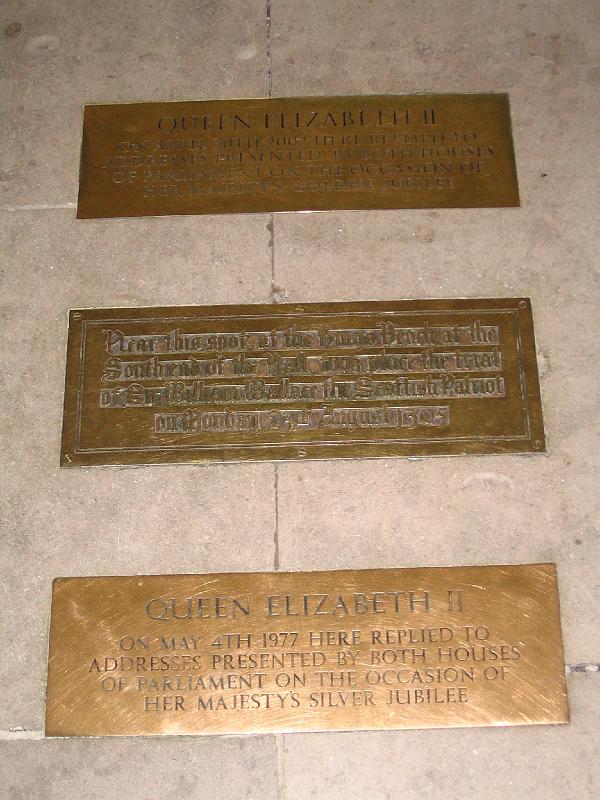 QUEEN ELIZABETH II
ON APRIL 30TH 2002 HERE REPLIED TO
ADDRESSES PRESENTED BY BOTH HOUSES
OF PARLIAMENT ON THE OCCASION OF
HER MAJESTY'S GOLDEN JUBILEE
Near this spot, at the Kings Bench at the
South end of the Hall, took place the trial
of Sir William Wallace the Scottish Patriot
on Monday 23rd August 1305
QUEEN ELIZABETH II
ON MAY 4TH 1977 HERE REPLIED TO
ADDRESSES PRESENTED BY BOTH HOUSES
OF PARLIAMENT ON THE OCCASION OF
HER MAJESTY'S SILVER JUBILEE